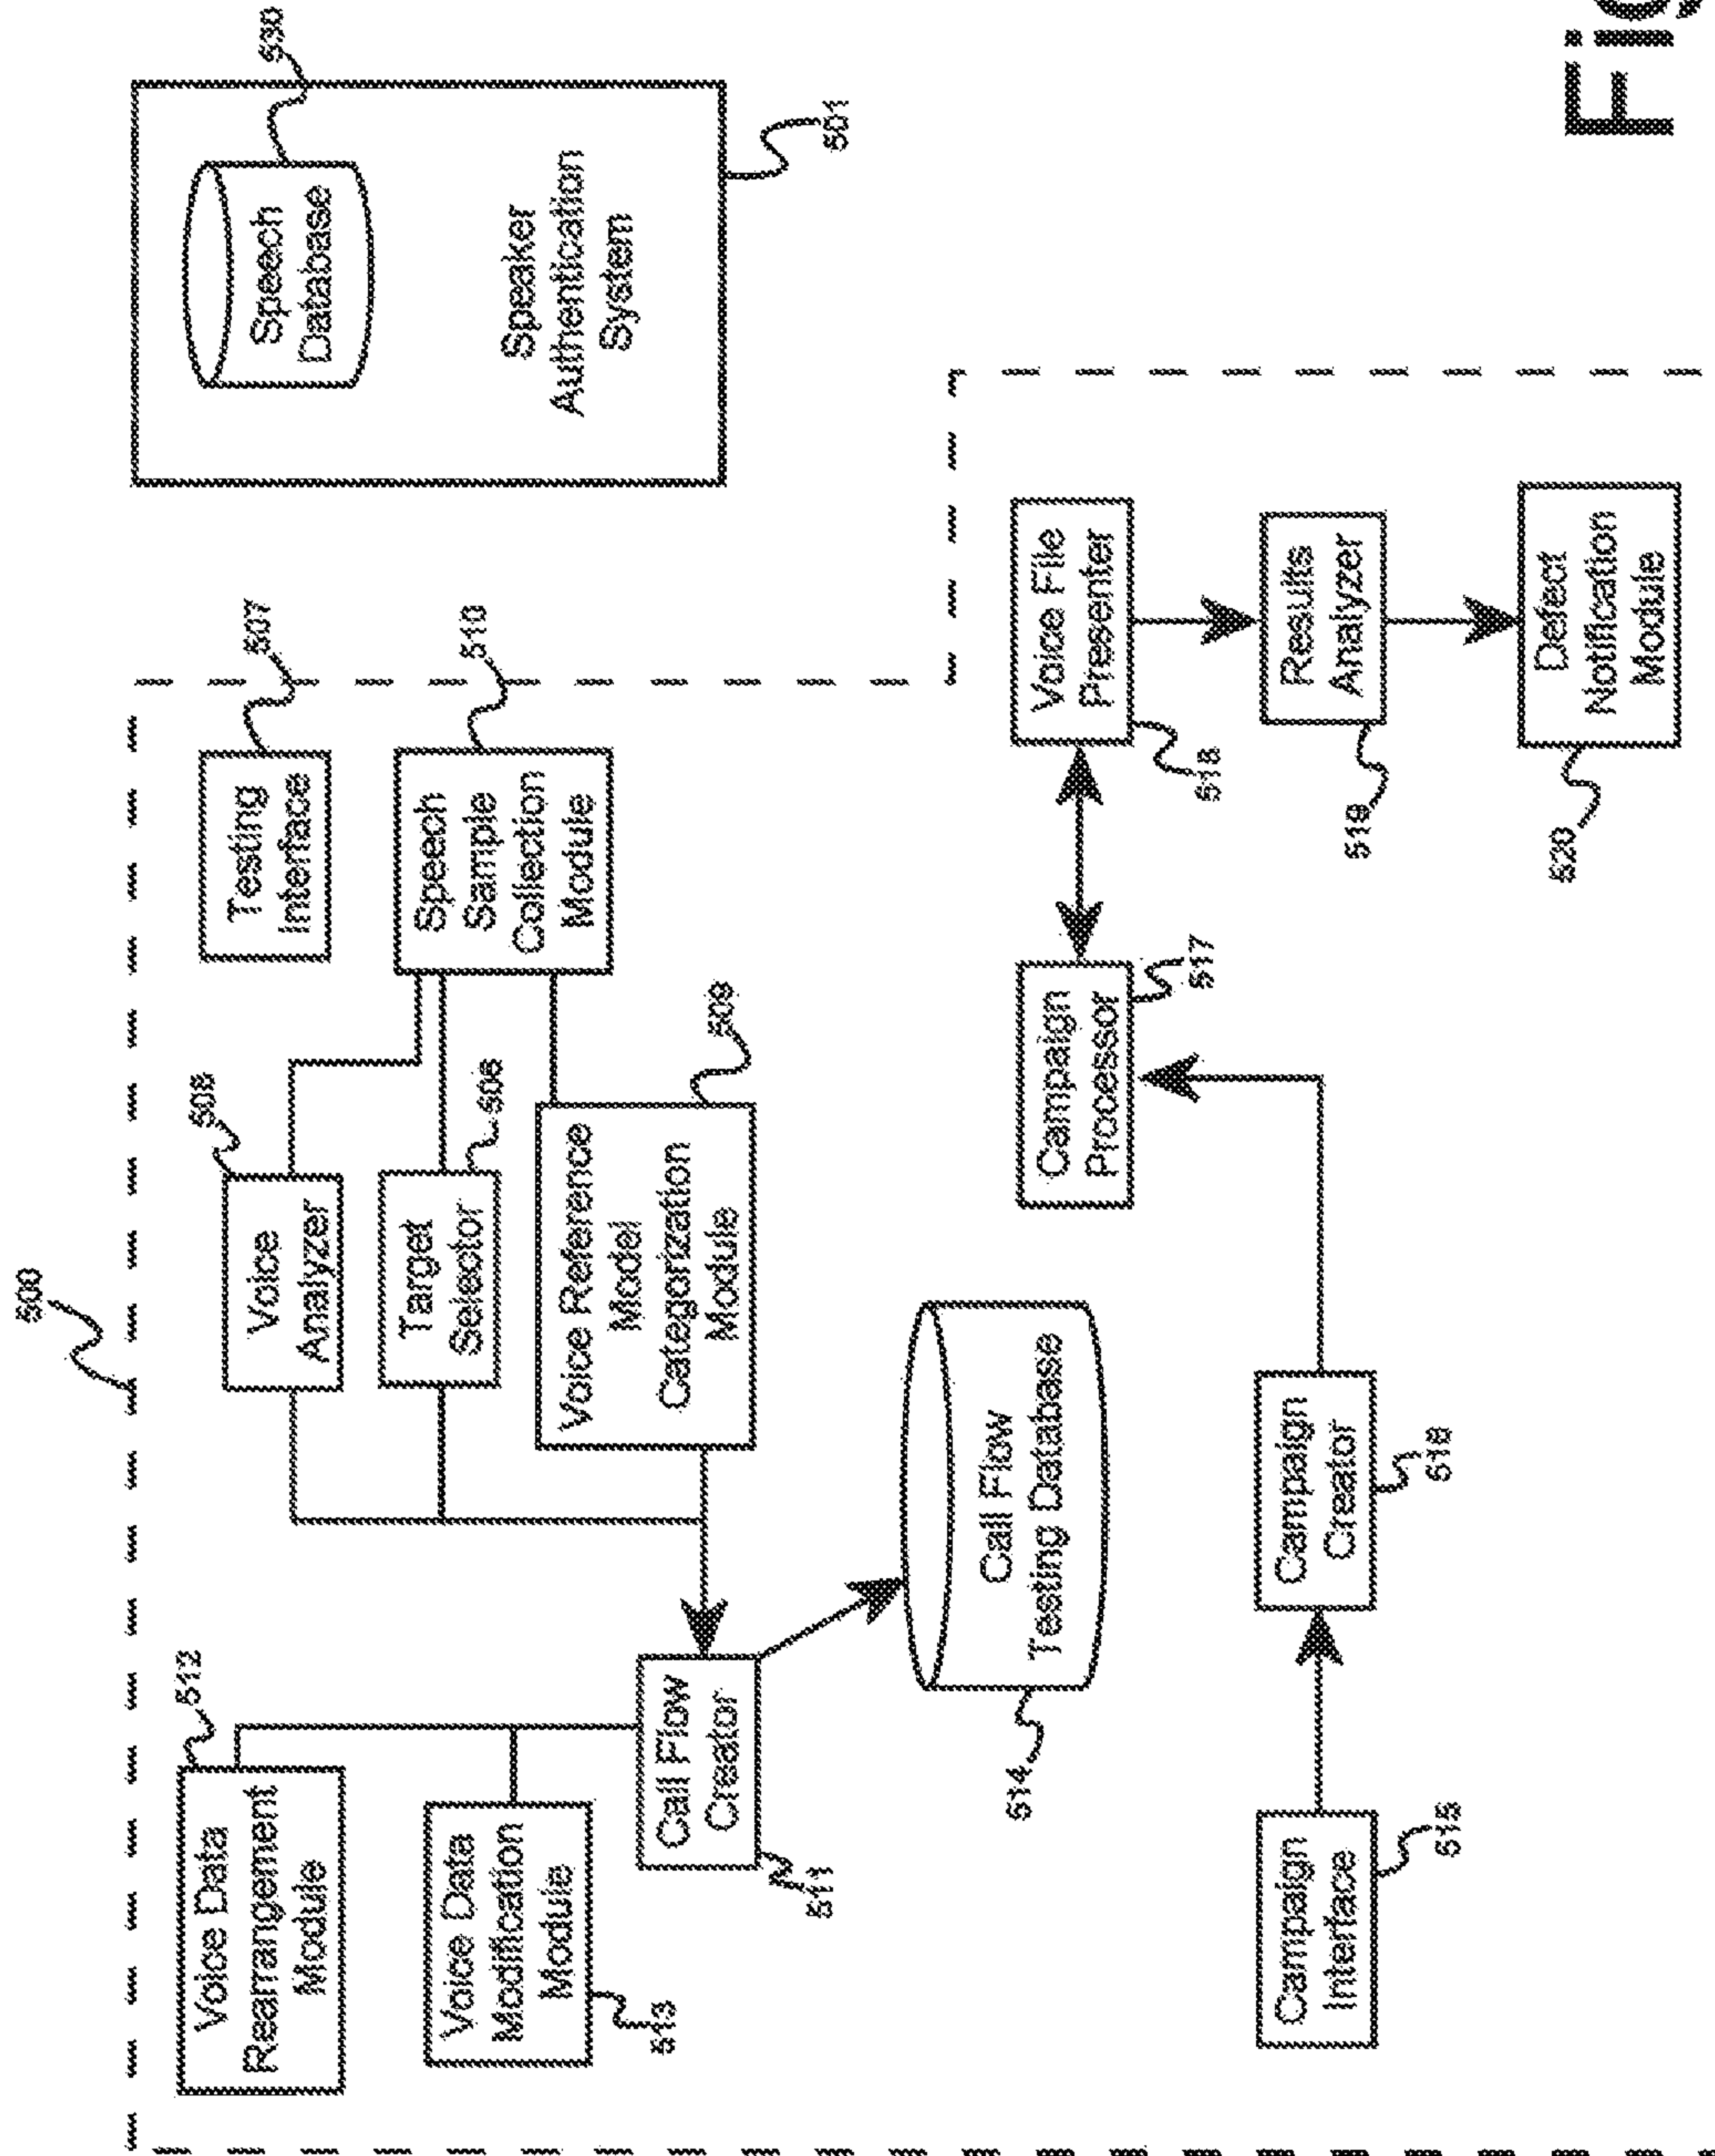 500
530
512
508
507
Voice Data
Rearrangement
Module
Voice
Analyzer
Testing
Interface
Speech
Database
Voice Data
Modification
Module
513
Target
Selector
506
Speech
Sample
Collection
Module
510
Speaker
Authentication
System
501
Voice Reference
Model
Categorization
Module
509
Call Flow
Creator
511
Call Flow
Testing Database
514
Campaign
Processor
517
Voice File
Presenter
518
Campaign
Interface
515
Campaign
Creator
516
Results
Analyzer
519
Defect
Notification
Module
520
Fig